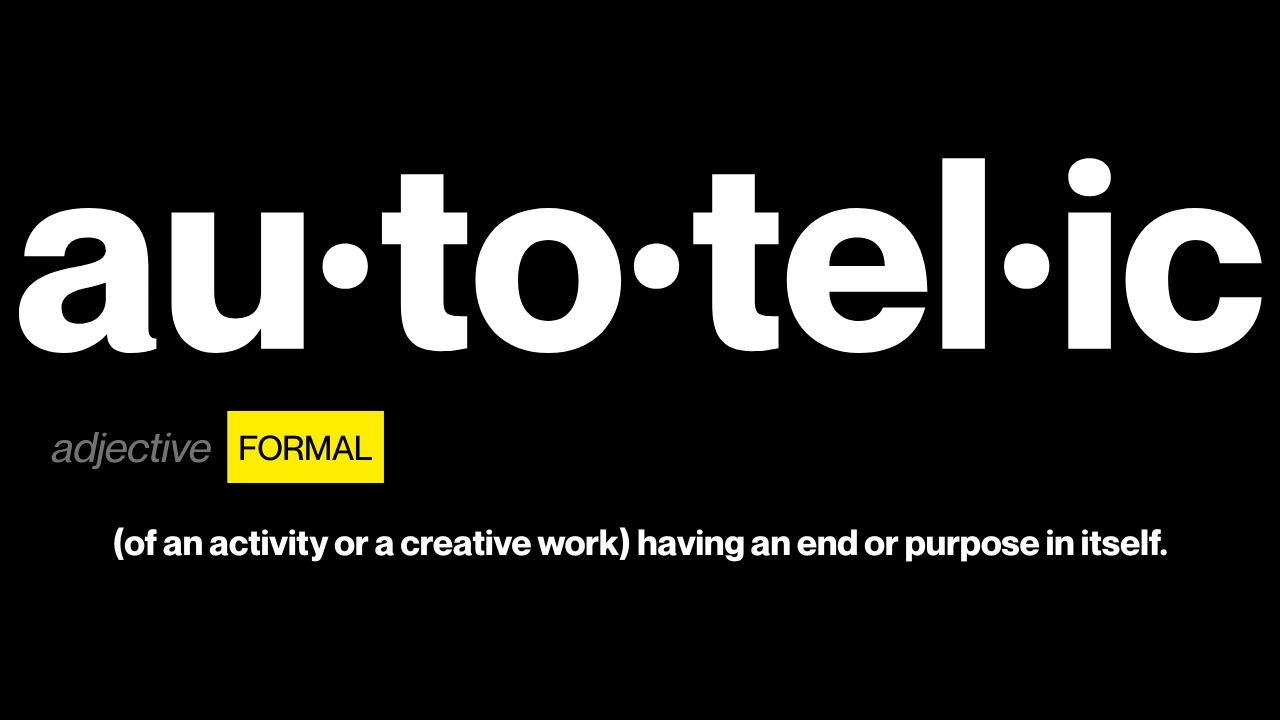 au·to·tel·ic
adjective FORMAL
(of an activity or a creative work) having an end or purpose in itself.